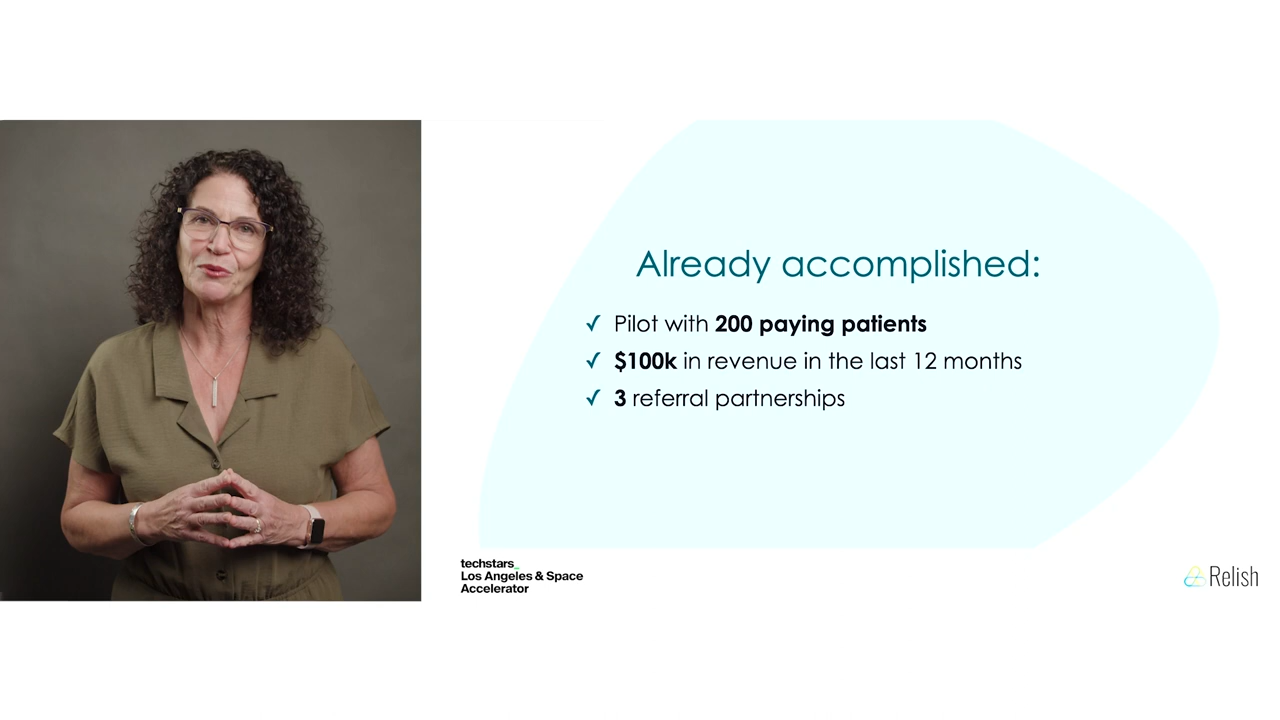 Already accomplished:
✓ Pilot with 200 paying patients
✓ $100k in revenue in the last 12 months
✓ 3 referral partnerships
techstars_
Los Angeles & Space
Accelerator
Relish